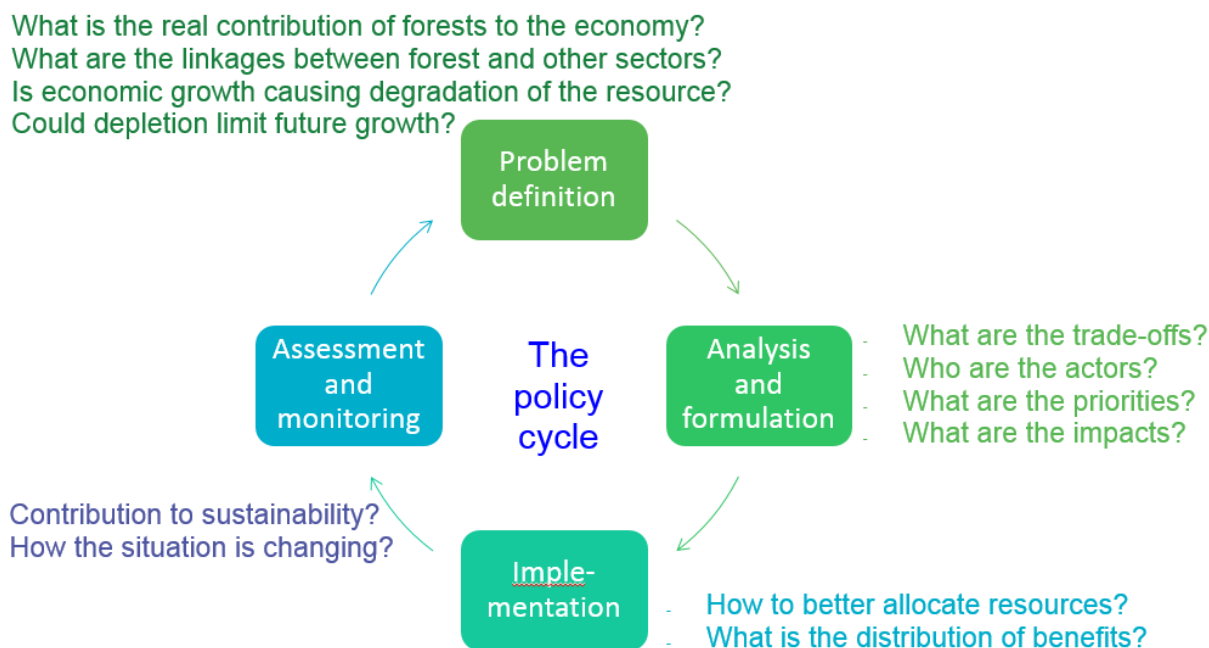 What is the real contribution of forests to the economy?
What are the linkages between forest and other sectors?
Is economic growth causing degradation of the resource?
Could depletion limit future growth?
Problem
definition
Assessment
and
monitoring
The
policy
cycle
Analysis
and
formulation
- What are the trade-offs?
- Who are the actors?
- What are the priorities?
- What are the impacts?
Contribution to sustainability?
How the situation is changing?
Imple-
mentation
- How to better allocate resources?
- What is the distribution of benefits?